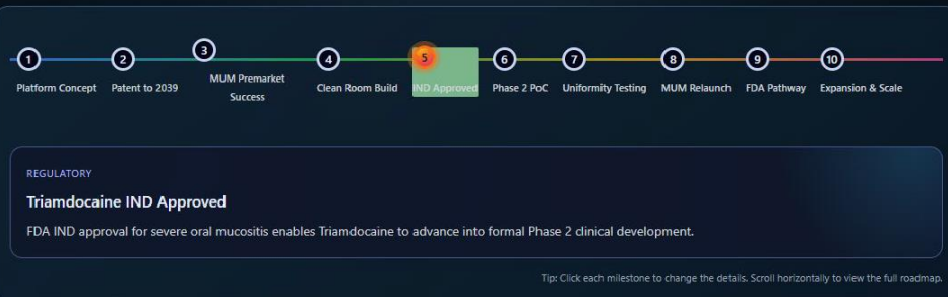 1 2 3 4 5 6 7 8 9 10
Platform Concept Patent to 2039 MUM Premarket Clean Room Build IND Approved Phase 2 PoC Uniformity Testing MUM Relaunch FDA Pathway Expansion & Scale
Success
REGULATORY
Triamdocaine IND Approved
FDA IND approval for severe oral mucositis enables Triamdocaine to advance into formal Phase 2 clinical development.
Tip: Click each milestone to change the details. Scroll horizontally to view the full roadmap.